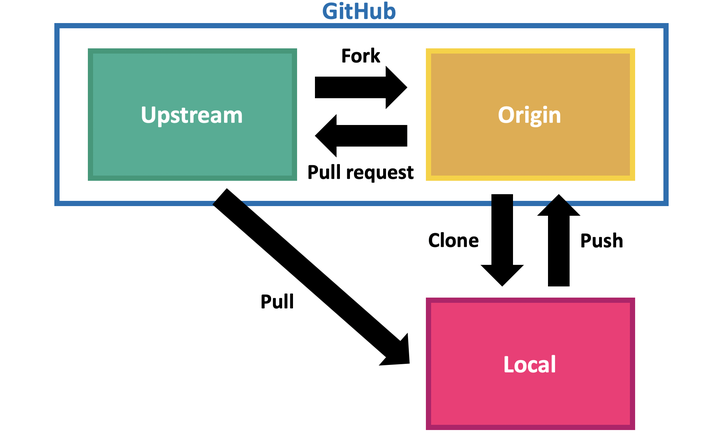 GitHub
Fork
Upstream
Origin
Pull request
Clone
Push
Pull
Local